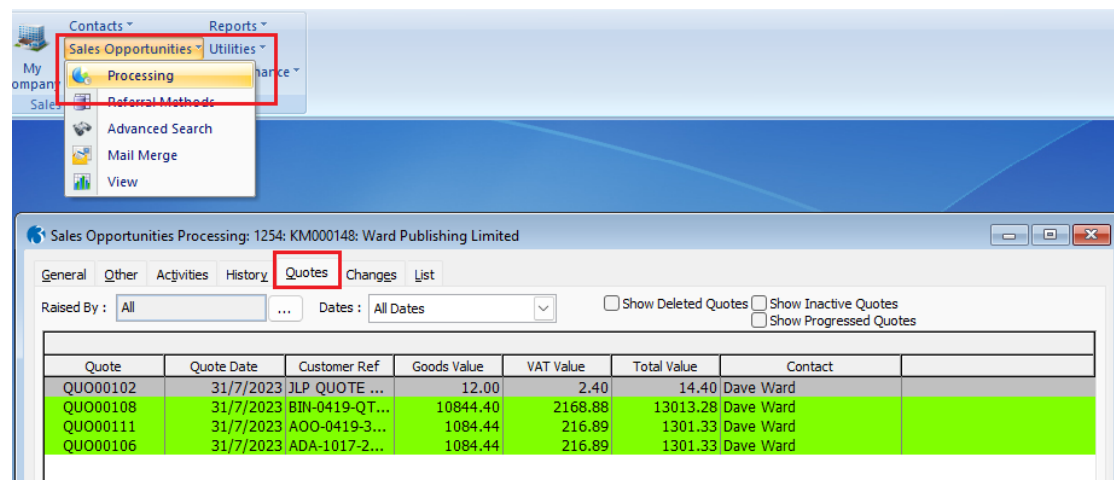 Contacts Reports
Sales Opportunities Utilities
My
ompany
Processing
Sales
Referral Methods
Advanced Search
Mail Merge
View
Sales Opportunities Processing: 1254: KM000148: Ward Publishing Limited
General Other Activities History Quotes Changes List
Raised By : All ... Dates : All Dates Show Deleted Quotes Show Inactive Quotes
Show Progressed Quotes
Quote Quote Date Customer Ref Goods Value VAT Value Total Value Contact
QUO00102 31/7/2023 JLP QUOTE ... 12.00 2.40 14.40 Dave Ward
QUO00108 31/7/2023 BIN-0419-QT... 10844.40 2168.88 13013.28 Dave Ward
QUO00111 31/7/2023 AOO-0419-3... 1084.44 216.89 1301.33 Dave Ward
QUO00106 31/7/2023 ADA-1017-2... 1084.44 216.89 1301.33 Dave Ward